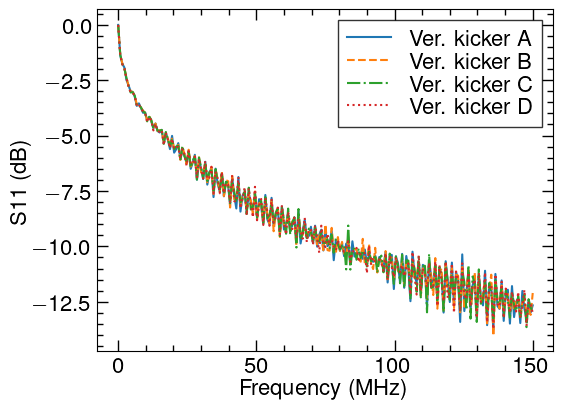 0.0
−2.5
−5.0
−7.5
−10.0
−12.5
S11 (dB)
Ver. kicker A
Ver. kicker B
Ver. kicker C
Ver. kicker D
0 50 100 150
Frequency (MHz)